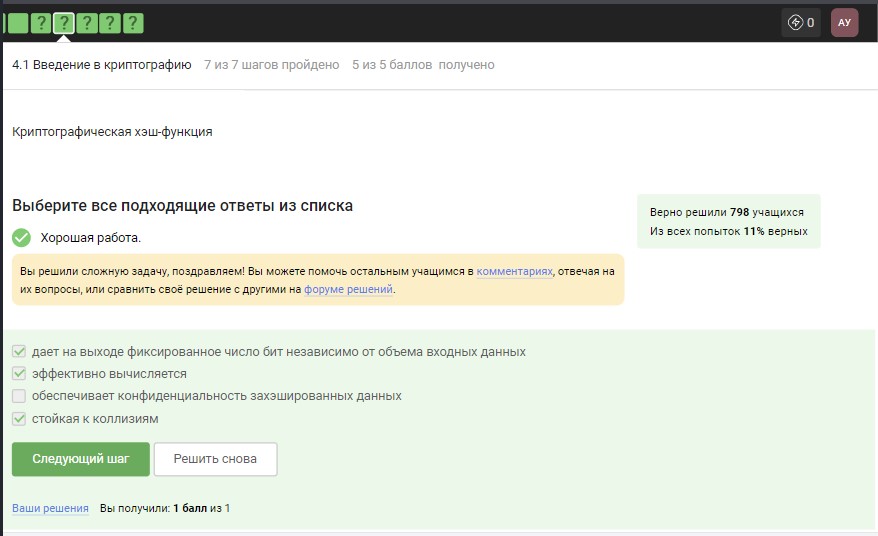 ? ? ? ? ?
0
АУ
4.1 Введение в криптографию 7 из 7 шагов пройдено 5 из 5 баллов получено
Криптографическая хэш-функция
Выберите все подходящие ответы из списка
Верно решили 798 учащихся
Из всех попыток 11% верных
Хорошая работа.
Вы решили сложную задачу, поздравляем! Вы можете помочь остальным учащимся в комментариях, отвечая на
их вопросы, или сравнить своё решение с другими на форуме решений.
дает на выходе фиксированное число бит независимо от объема входных данных
эффективно вычисляется
обеспечивает конфиденциальность захэшированных данных
стойкая к коллизиям
Следующий шаг Решить снова
Ваши решения Вы получили: 1 балл из 1